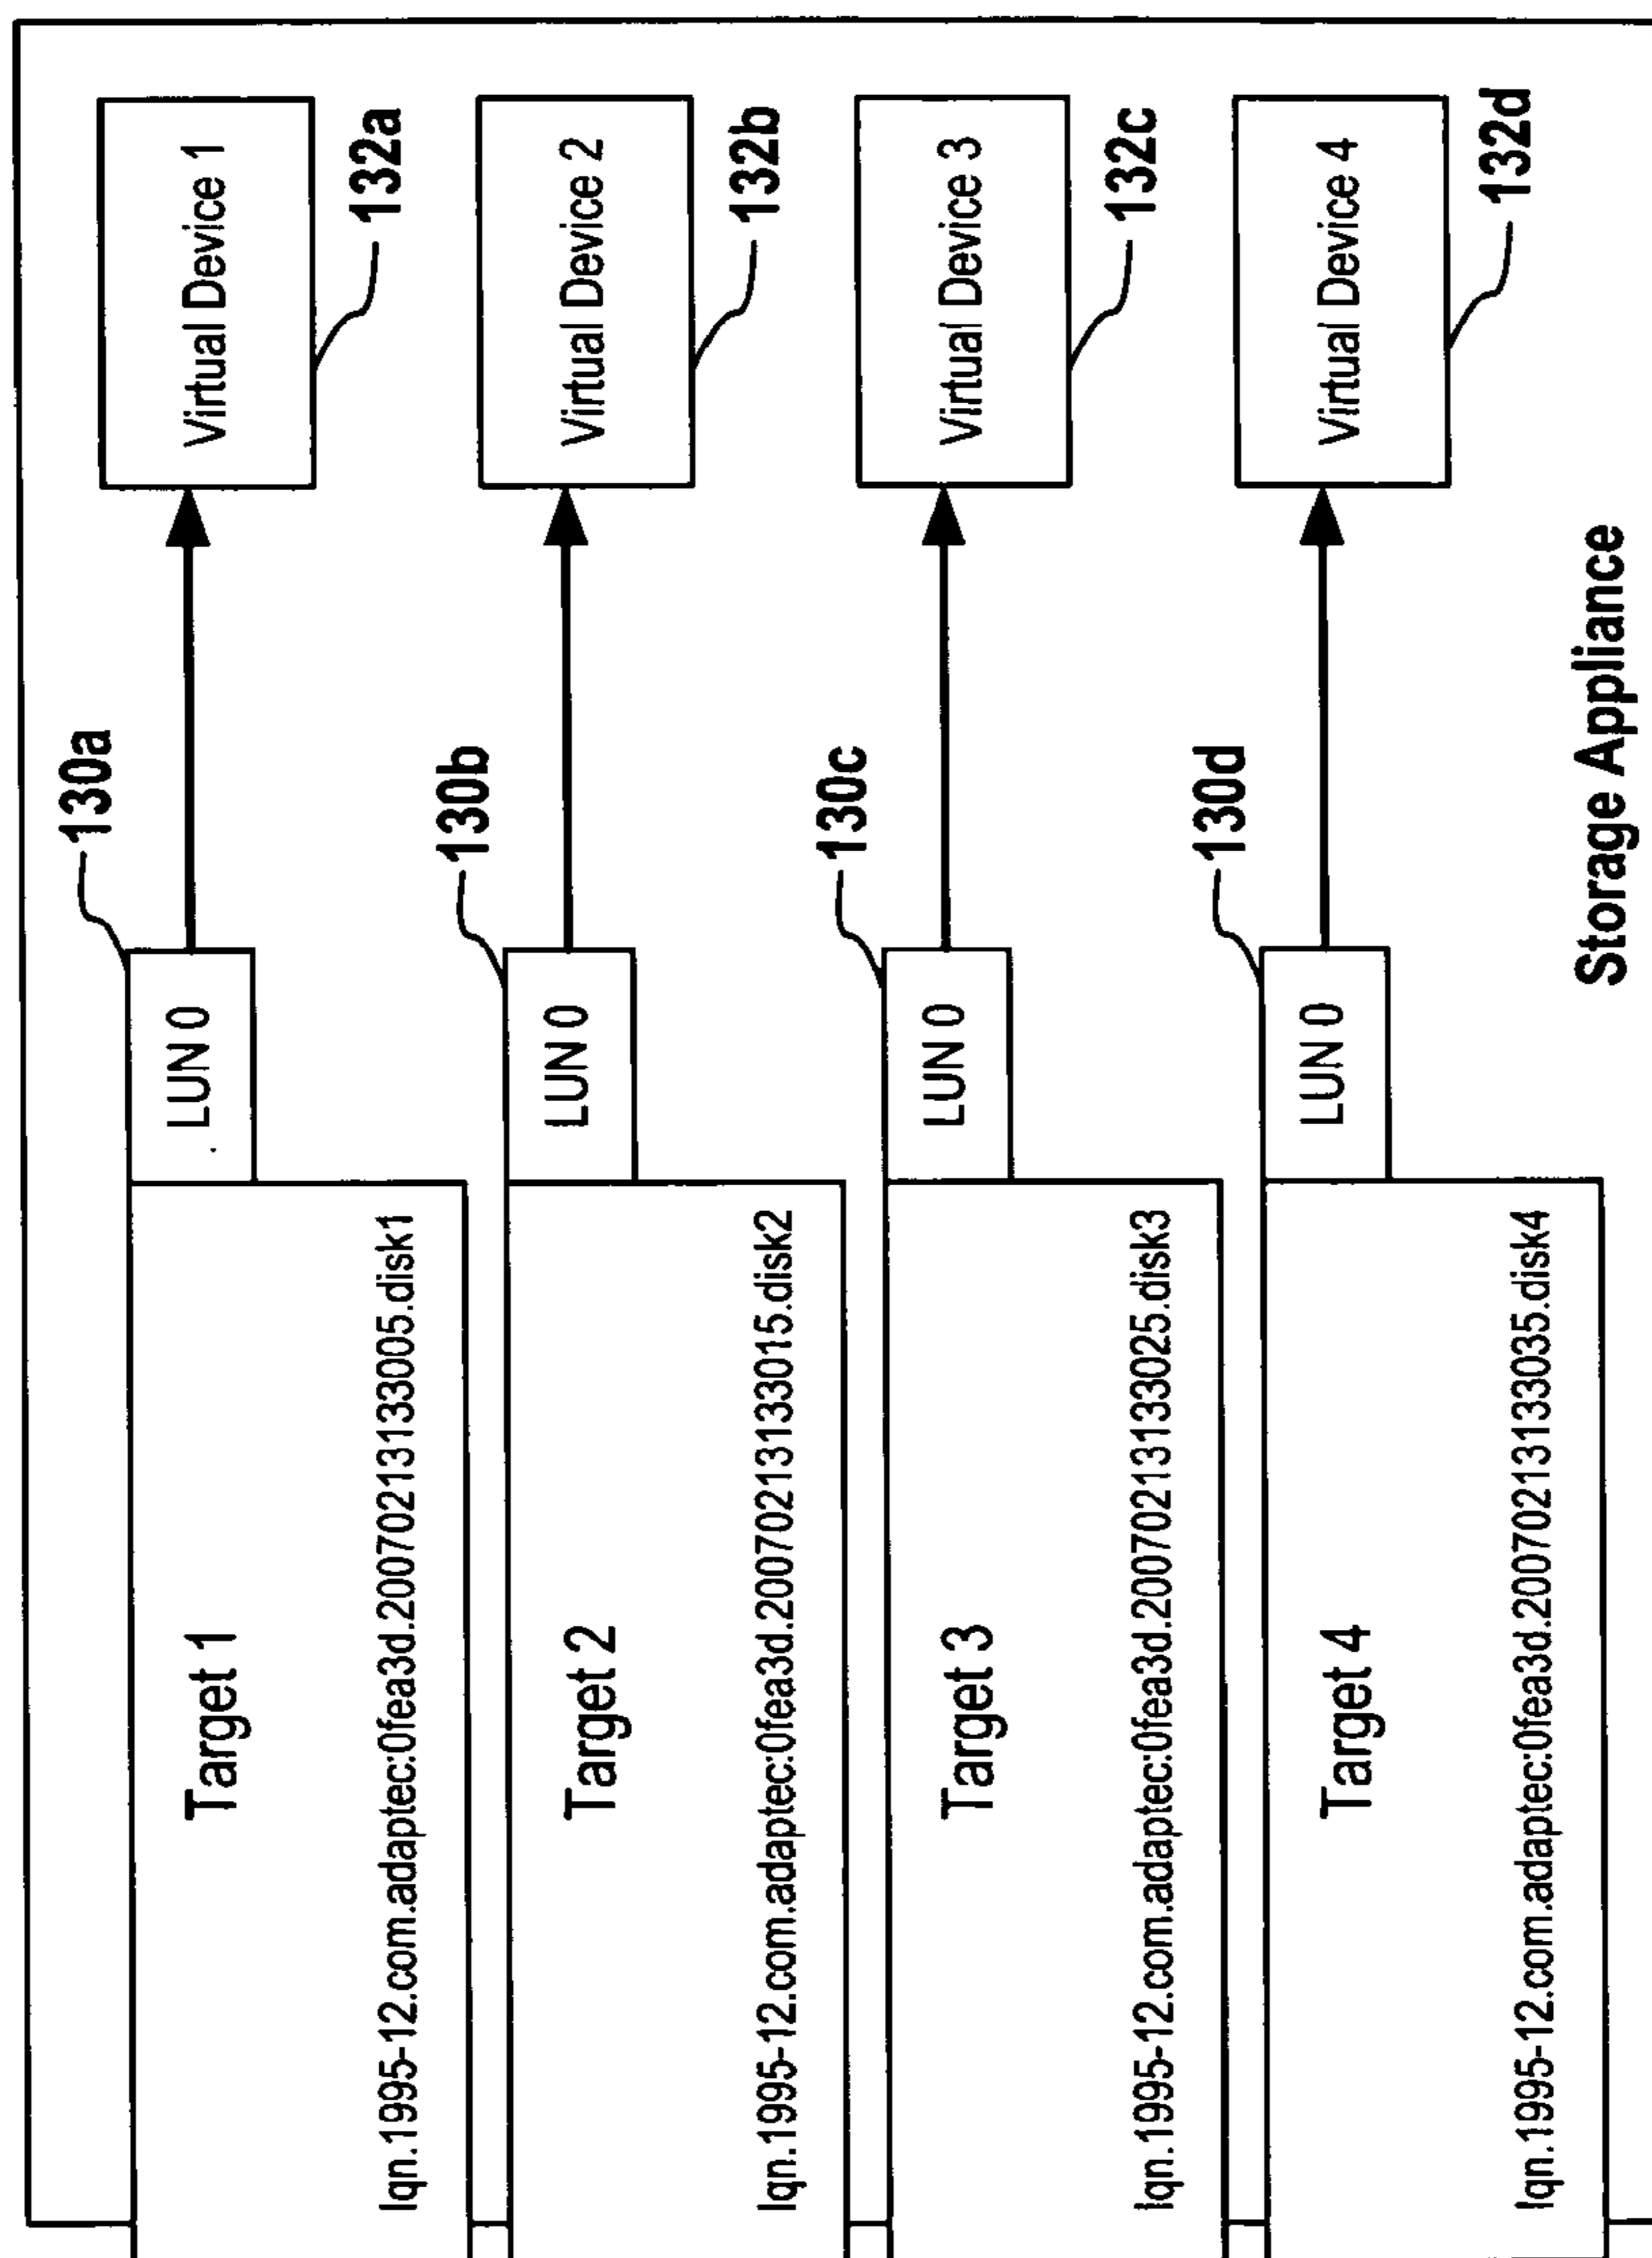 130a
Target 1
LUN 0
Virtual Device 1
Iqn.1995-12.com.adaptec:0fea3d.20070213133005.disk1
132a
130b
Target 2
LUN 0
Virtual Device 2
Iqn.1995-12.com.adaptec:0fea3d.20070213133015.disk2
132b
130c
Target 3
LUN 0
Virtual Device 3
Iqn.1995-12.com.adaptec:0fea3d.20070213133025.disk3
132c
130d
Target 4
LUN 0
Virtual Device 4
Iqn.1995-12.com.adaptec:0fea3d.20070213133035.disk4
132d
Storage Appliance